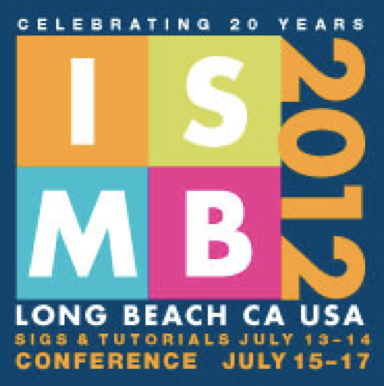 CELEBRATING 20 YEARS
I S
M B
2012
LONG BEACH CA USA
SIGS & TUTORIALS JULY 13-14
CONFERENCE JULY 15-17